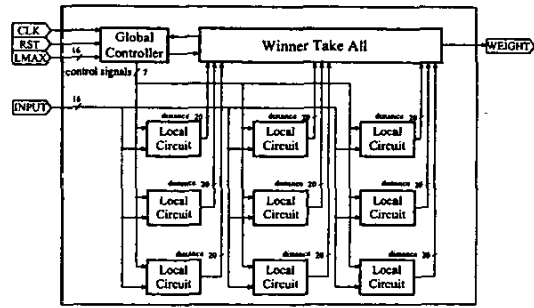 CLK
RST
LMAX
16
Global
Controller
Winner Take All
WEIGHT
control signals
7
INPUT
16
distance 20
distance 20
distance 20
Local
Circuit
Local
Circuit
Local
Circuit
distance 20
distance 20
distance 20
Local
Circuit
Local
Circuit
Local
Circuit
distance 20
distance 20
distance 20
Local
Circuit
Local
Circuit
Local
Circuit